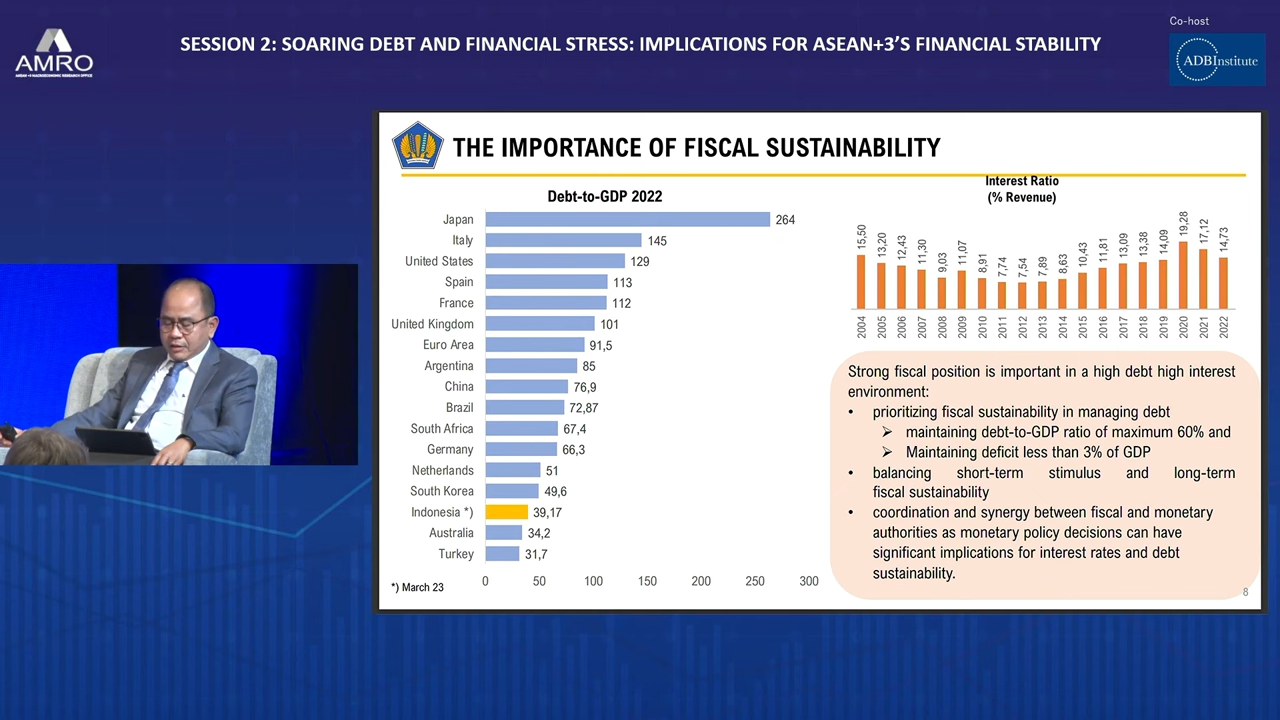 Co-host
AMRO
ASEAN+3 MACROECONOMIC RESEARCH OFFICE
SESSION 2: SOARING DEBT AND FINANCIAL STRESS: IMPLICATIONS FOR ASEAN+3'S FINANCIAL STABILITY
ADBInstitute
THE IMPORTANCE OF FISCAL SUSTAINABILITY
Debt-to-GDP 2022
Japan 264
Italy 145
United States 129
Spain 113
France 112
United Kingdom 101
Euro Area 91,5
Argentina 85
China 76,9
Brazil 72,87
South Africa 67,4
Germany 66,3
Netherlands 51
South Korea 49,6
Indonesia *) 39,17
Australia 34,2
Turkey 31,7
0 50 100 150 200 250 300
*) March 23
Interest Ratio
(% Revenue)
15,50 13,20 12,43 11,30 9,03 11,07 8,91 7,74 7,54 7,89 8,63 10,43 11,81 13,09 13,38 14,09 19,28 17,12 14,73
2004 2005 2006 2007 2008 2009 2010 2011 2012 2013 2014 2015 2016 2017 2018 2019 2020 2021 2022
Strong fiscal position is important in a high debt high interest
environment:
• prioritizing fiscal sustainability in managing debt
➢ maintaining debt-to-GDP ratio of maximum 60% and
➢ Maintaining deficit less than 3% of GDP
• balancing short-term stimulus and long-term
fiscal sustainability
• coordination and synergy between fiscal and monetary
authorities as monetary policy decisions can have
significant implications for interest rates and debt
sustainability.
8